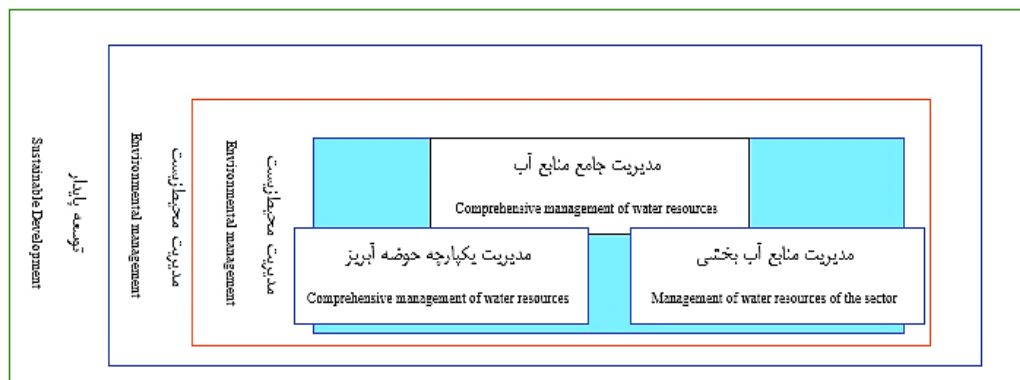 توسعه پایدار
Sustainable Development
مدیریت محیط‌زیست
Environmental management
مدیریت محیط‌زیست
Environmental management
مدیریت جامع منابع آب
Comprehensive management of water resources
مدیریت یکپارچه حوضه آبریز
Comprehensive management of water resources
مدیریت منابع آب بخشی
Management of water resources of the sector